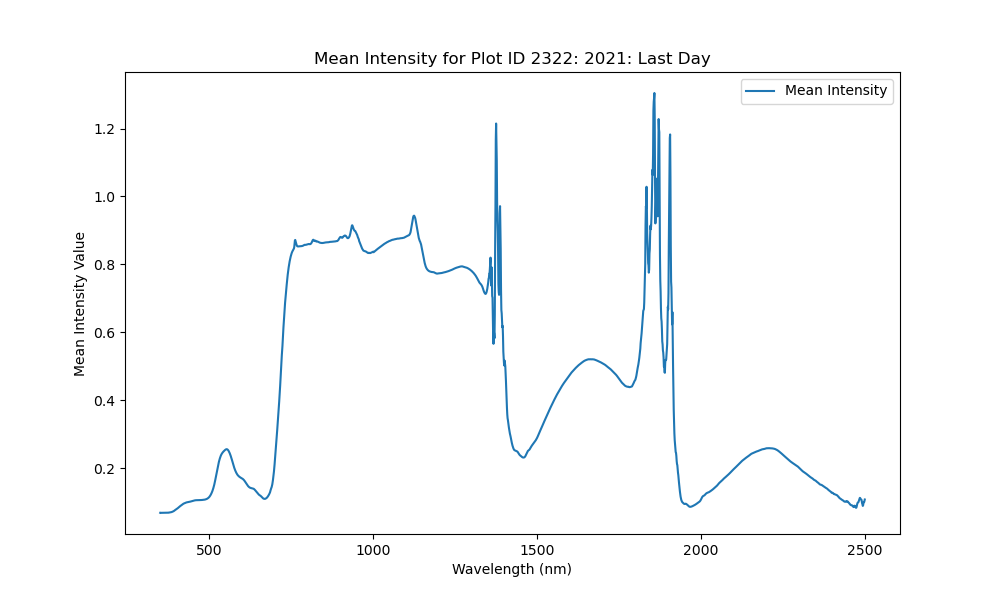 Mean Intensity for Plot ID 2322: 2021: Last Day
Mean Intensity
1.2
1.0
0.8
0.6
0.4
0.2
Mean Intensity Value
500 1000 1500 2000 2500
Wavelength (nm)